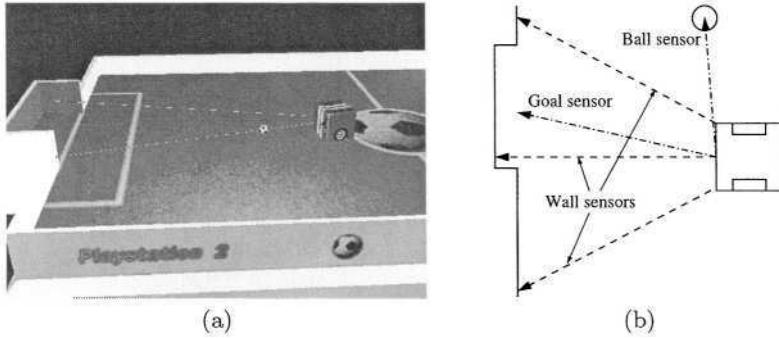 Playstation 2
(a)
Ball sensor
Goal sensor
Wall sensors
(b)